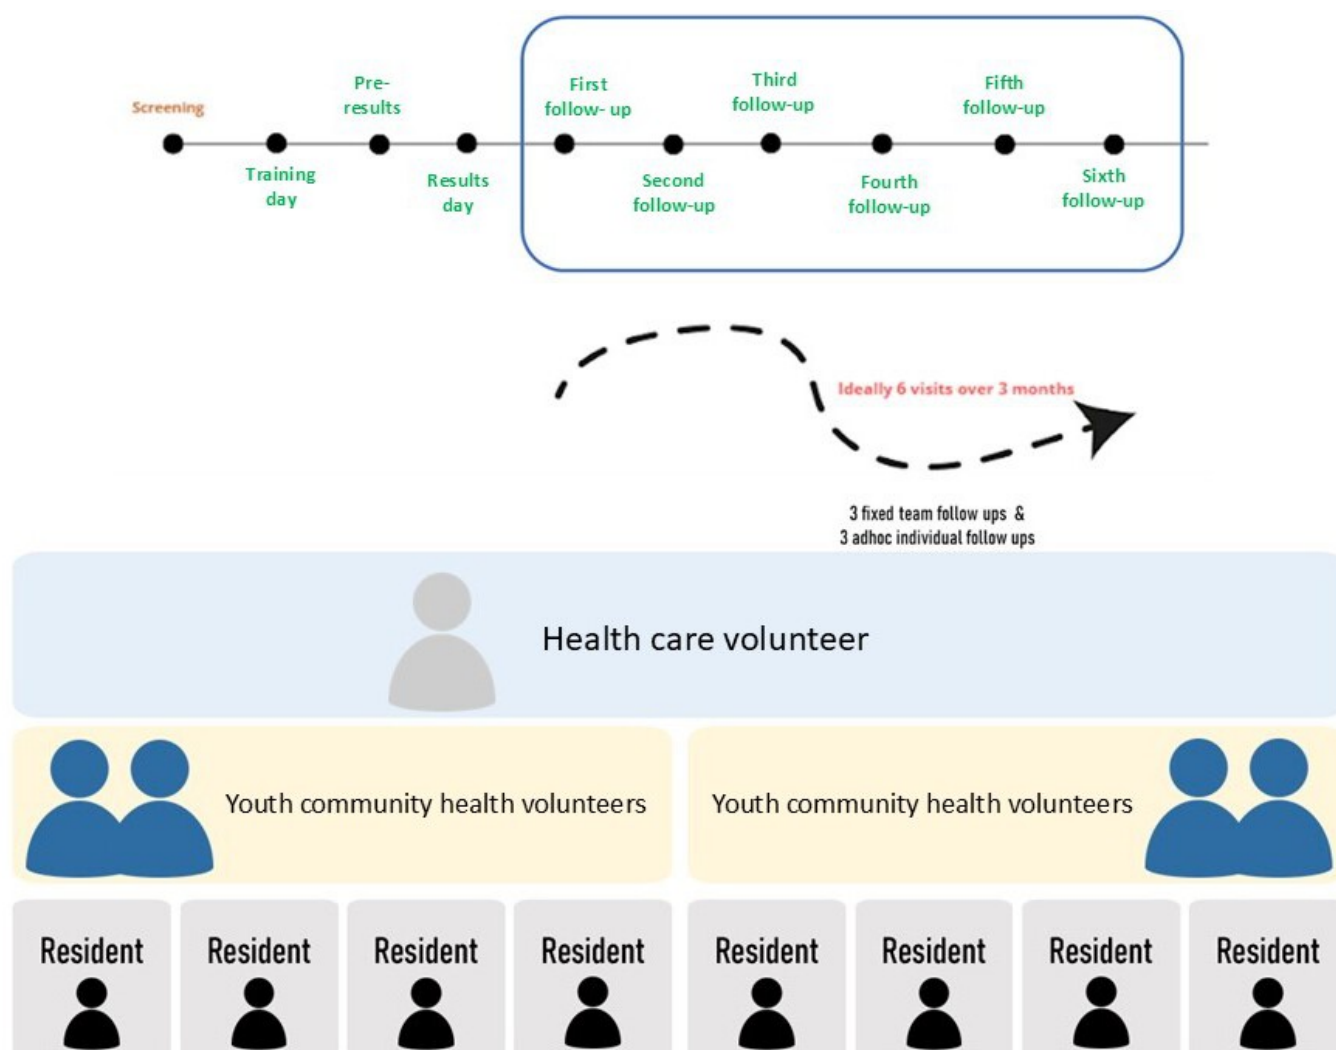 Screening
Pre-
results
First
follow- up
Third
follow-up
Fifth
follow-up
Training
day
Results
day
Second
follow-up
Fourth
follow-up
Sixth
follow-up
Ideally 6 visits over 3 months
3 fixed team follow ups &
3 adhoc individual follow ups
Health care volunteer
Youth community health volunteers
Youth community health volunteers
Resident
Resident
Resident
Resident
Resident
Resident
Resident
Resident